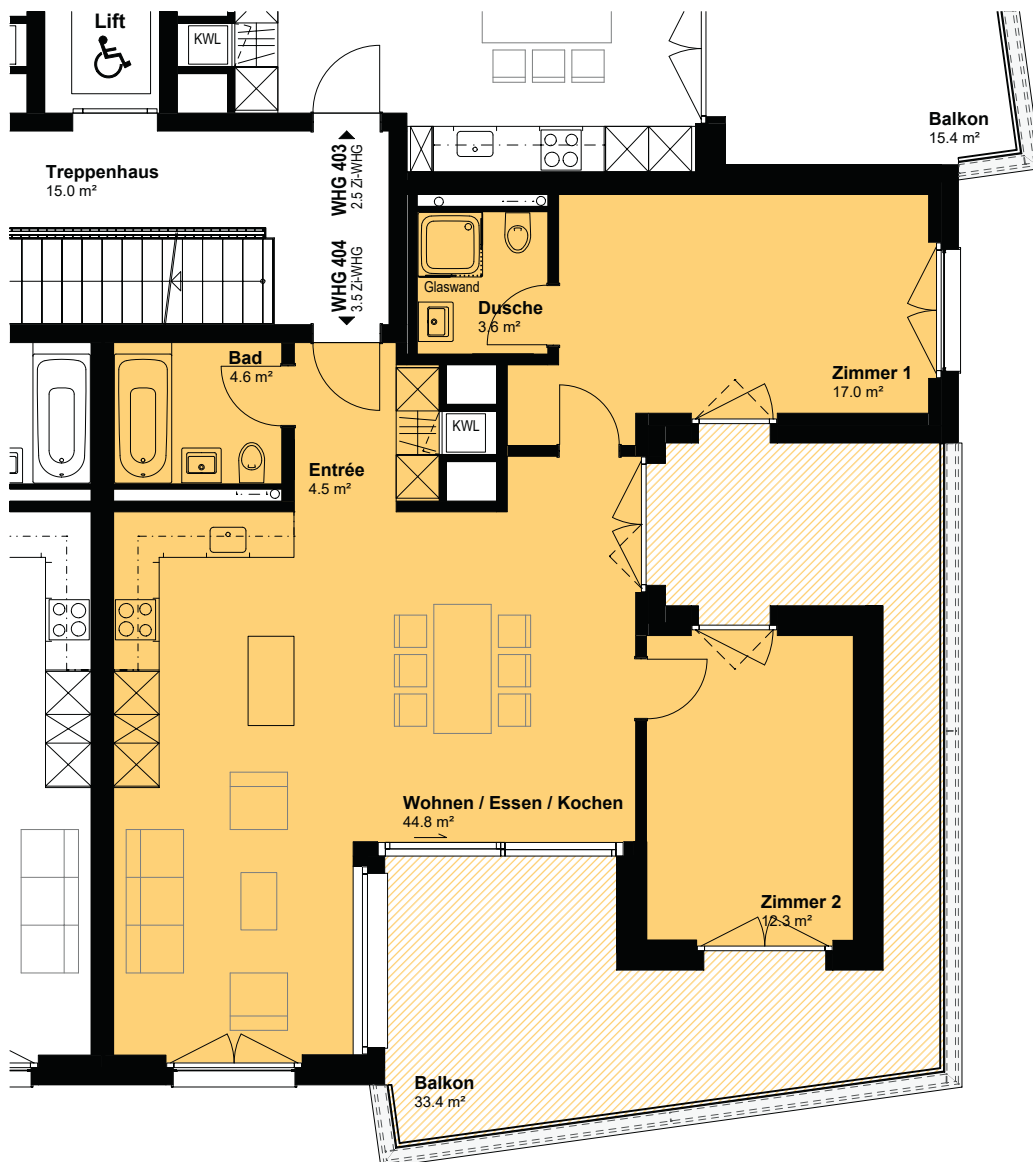 Lift
KWL
Balkon
15.4 m²
Treppenhaus
15.0 m²
WHG 403
2.5 Zi-WHG
WHG 404
3.5 Zi-WHG
Glaswand
Dusche
3.6 m²
Bad
4.6 m²
Zimmer 1
17.0 m²
KWL
Entrée
4.5 m²
Wohnen / Essen / Kochen
44.8 m²
Zimmer 2
12.3 m²
Balkon
33.4 m²